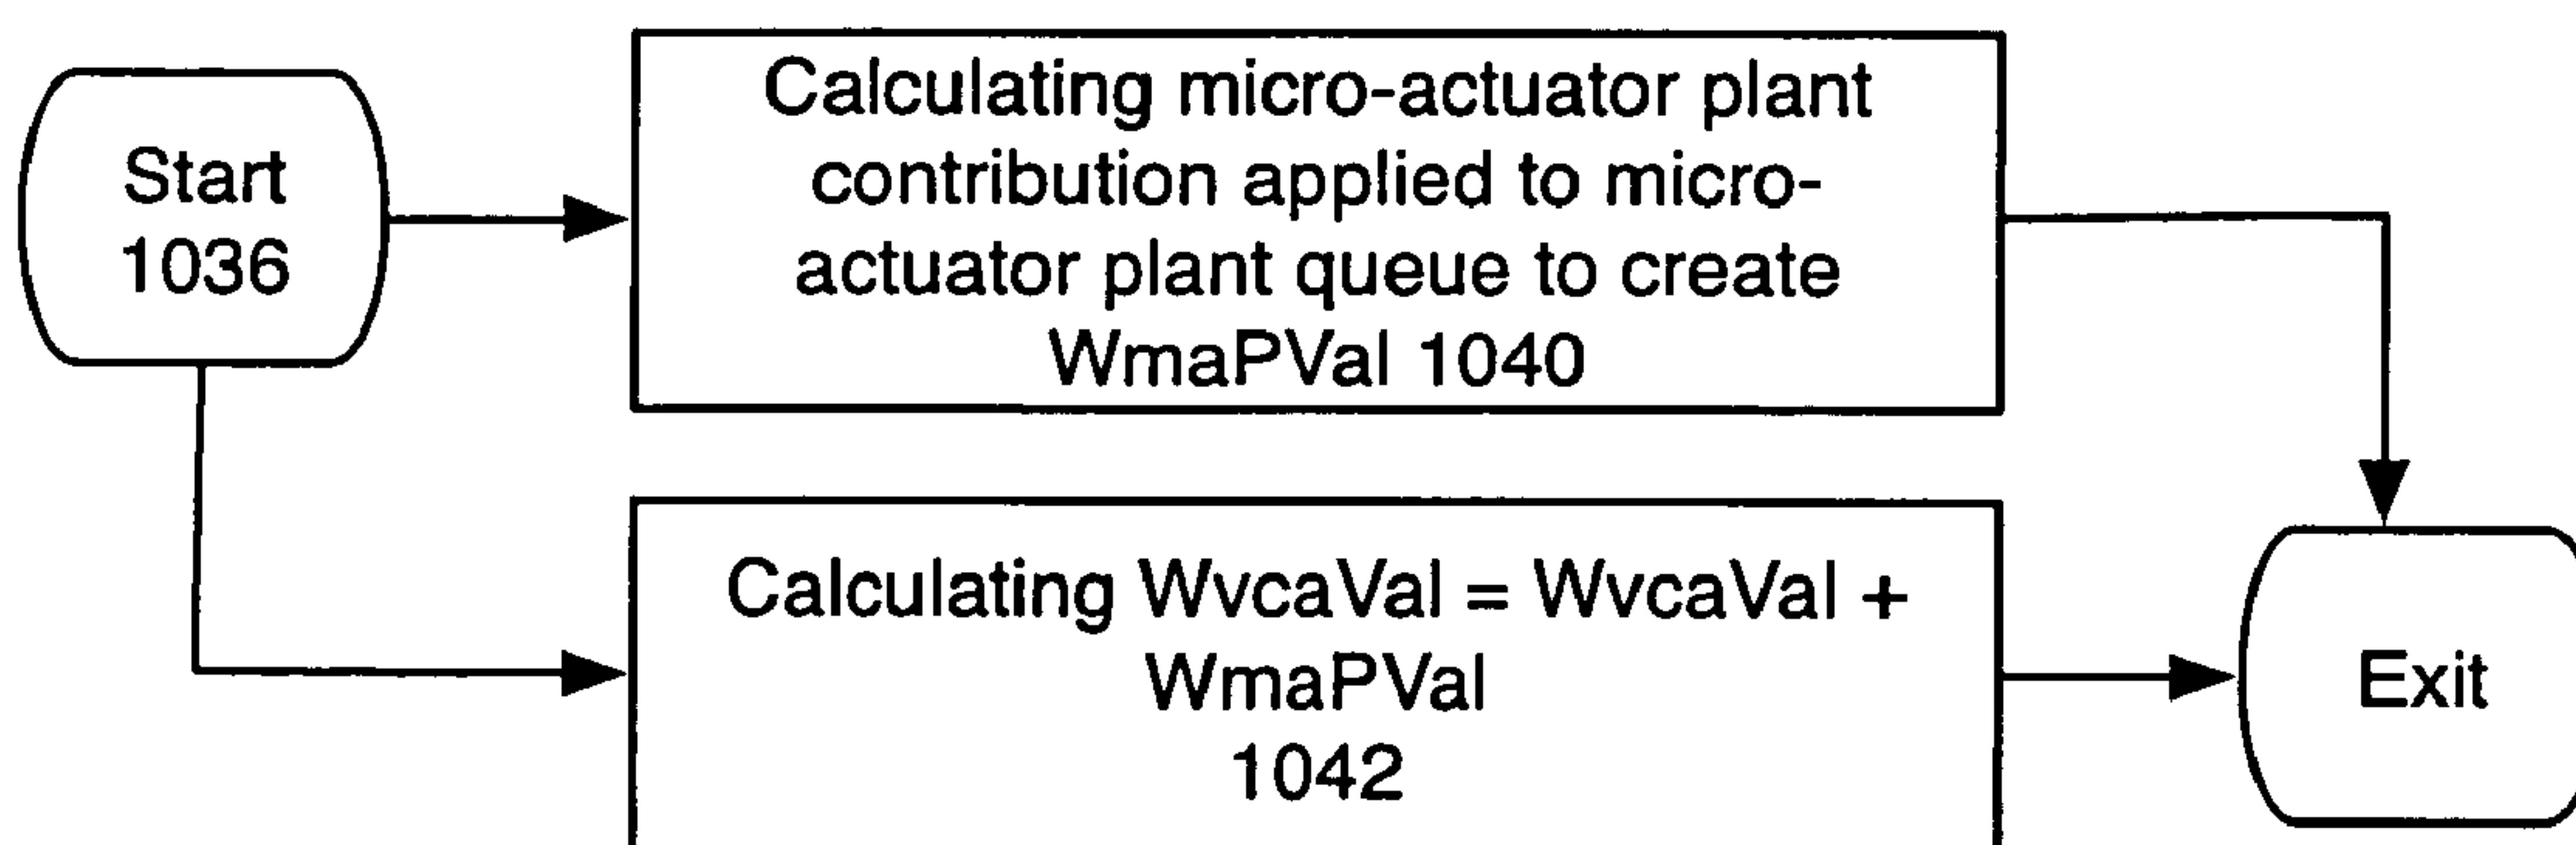 Start
1036
Calculating micro-actuator plant
contribution applied to micro-
actuator plant queue to create
WmaPVal 1040
Calculating WvcaVal = WvcaVal +
WmaPVal
1042
Exit